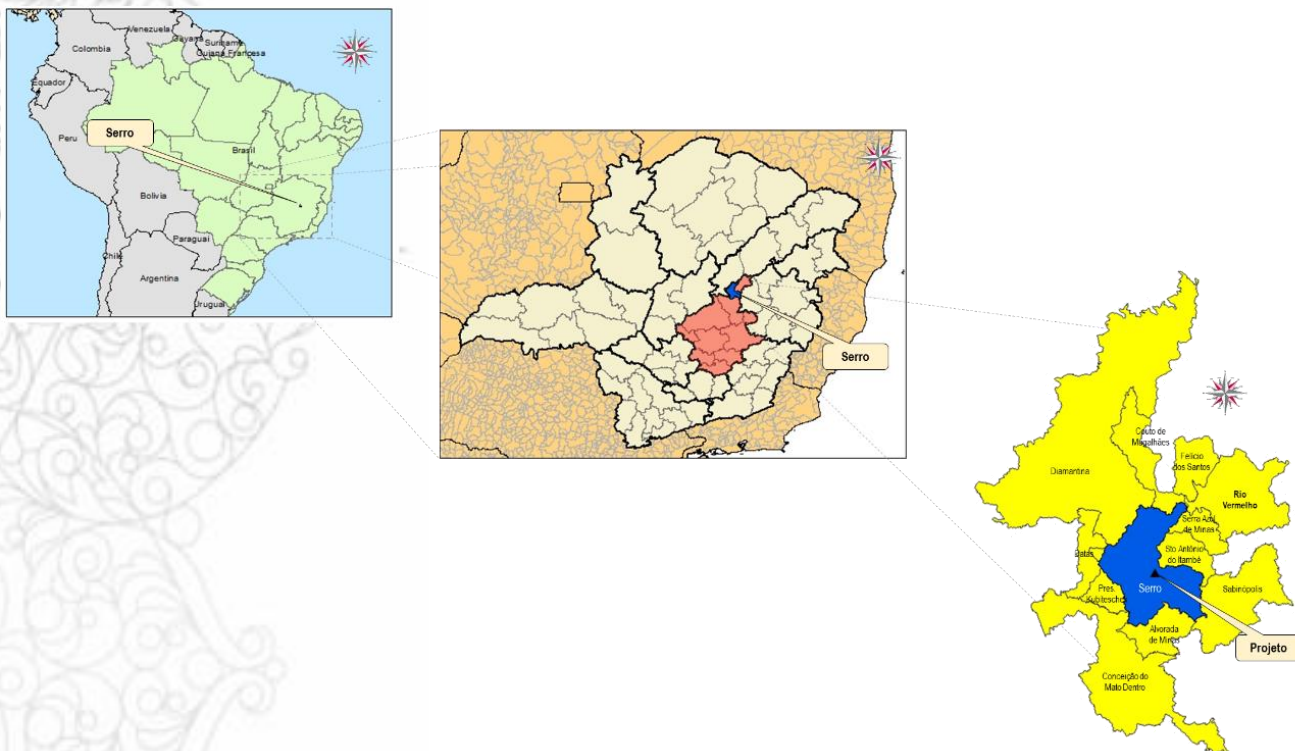 Venezuela
Colombia
Guyana
Suriname
Guiana Francesa
Equador
Peru
Serro
Brasil
Bolivia
Paraguai
Chile
Argentina
Uruguai
Serro
Couto de
Magalhães
Felício
dos Santos
Diamantina
Rio
Vermelho
Serra Azul
de Minas
Sto Antônio
do Itambé
Datas
Serro
Sabinópolis
Pres.
Kubitschek
Alvorada
de Minas
Projeto
Conceição do
Mato Dentro